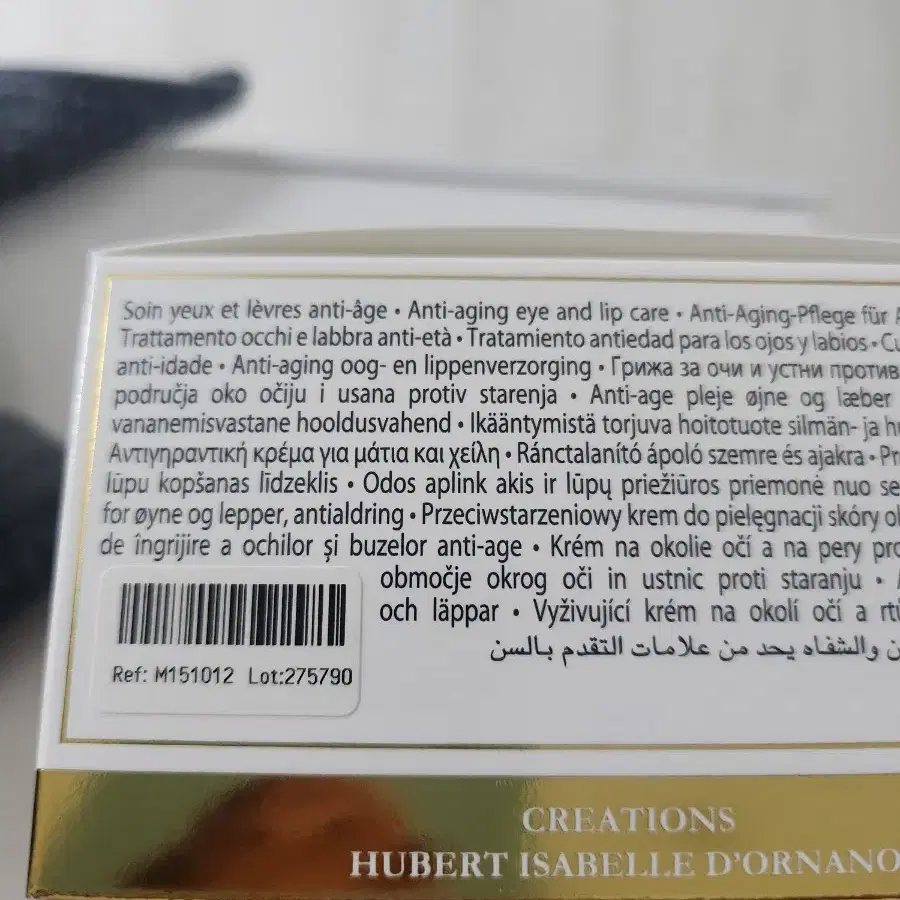 Soin yeux et lèvres anti-âge • Anti-aging eye and lip care • Anti-Aging-Pflege für
Trattamento occhi e labbra anti-età • Tratamiento antiedad para los ojos y labios •
anti-idade • Anti-aging oog- en lippenverzorging • Грижа за очи и устни против
područja oko očiju i usana protiv starenja • Anti-age pleje øjne og læber
vananemisvastane hooldusvahend • Ikääntymistä torjuva hoitotuote silmän- ja
Αντιγηραντική κρέμα για μάτια και χείλη • Ránctalanító ápoló szemre és ajakra •
lūpu kopšanas līdzeklis • Odos aplink akis ir lūpų priežiūros priemonė nuo
for øyne og lepper, antialdring • Przeciwstarzeniowy krem do pielęgnacji skóry
de îngrijire a ochilor și buzelor anti-age • Krém na okolie očí a na pery
območje okrog oči in ustnic proti staranju •
och läppar • Vyživující krém na okolí očí a
والشفاه يحد من علامات التقدم بالسن
Ref: M151012 Lot:275790
CREATIONS
HUBERT ISABELLE D'ORNANO